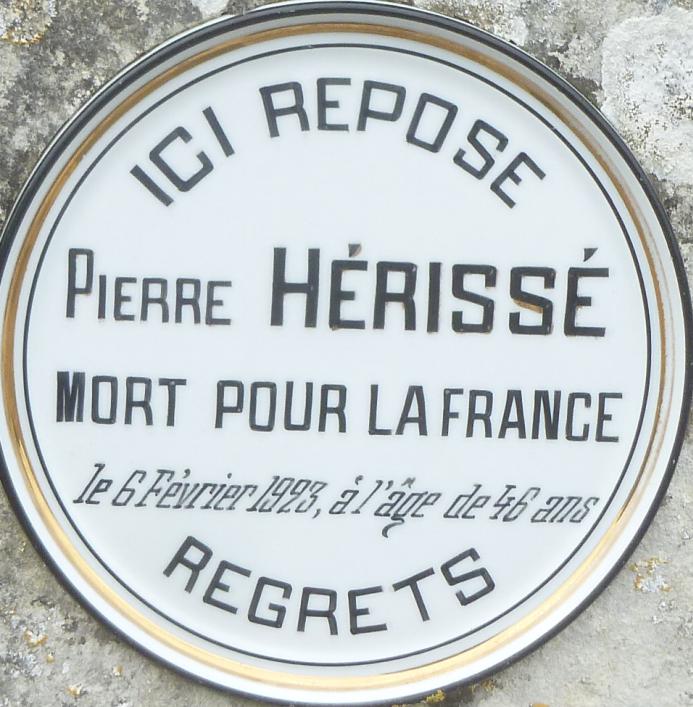 ICI REPOSE
PIERRE HÉRISSÉ
MORT POUR LA FRANCE
le 6 Février 1923, à l'âge de 46 ans
REGRETS